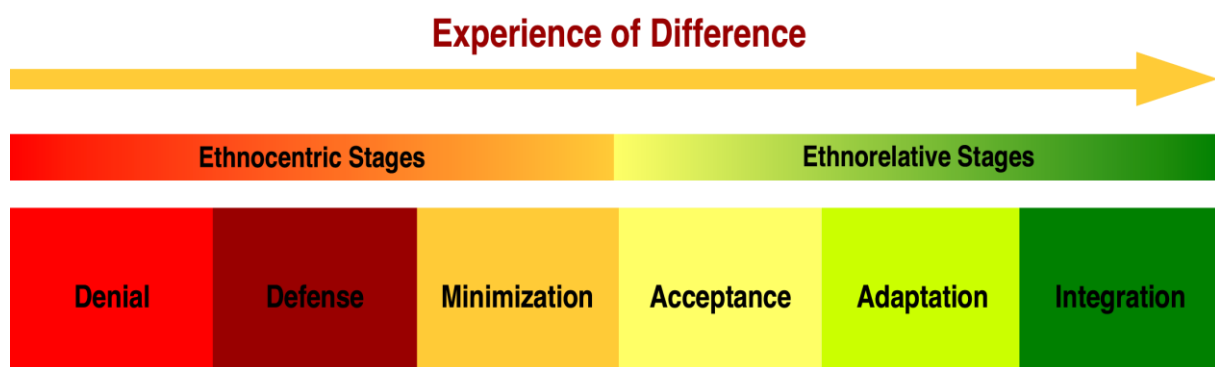 Experience of Difference
Ethnocentric Stages
Ethnorelative Stages
Denial
Defense
Minimization
Acceptance
Adaptation
Integration